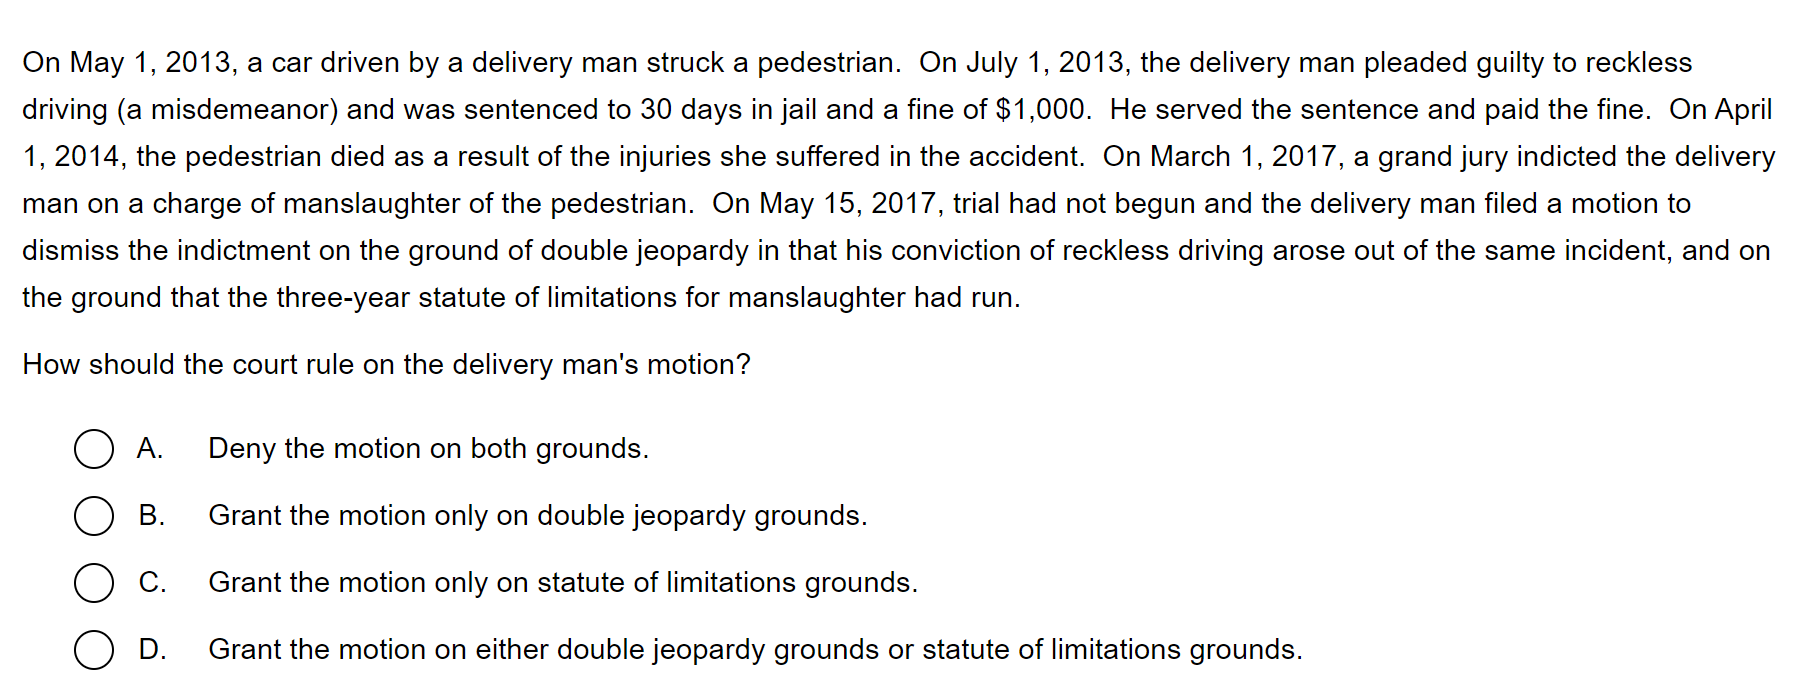 On May 1, 2013, a car driven by a delivery man struck a pedestrian.  On July 1, 2013, the delivery man pleaded guilty to reckless
driving (a misdemeanor) and was sentenced to 30 days in jail and a fine of $1,000.  He served the sentence and paid the fine.  On April
1, 2014, the pedestrian died as a result of the injuries she suffered in the accident.  On March 1, 2017, a grand jury indicted the delivery
man on a charge of manslaughter of the pedestrian.  On May 15, 2017, trial had not begun and the delivery man filed a motion to
dismiss the indictment on the ground of double jeopardy in that his conviction of reckless driving arose out of the same incident, and on
the ground that the three-year statute of limitations for manslaughter had run.
How should the court rule on the delivery man's motion?
A. Deny the motion on both grounds.
B. Grant the motion only on double jeopardy grounds.
C. Grant the motion only on statute of limitations grounds.
D. Grant the motion on either double jeopardy grounds or statute of limitations grounds.